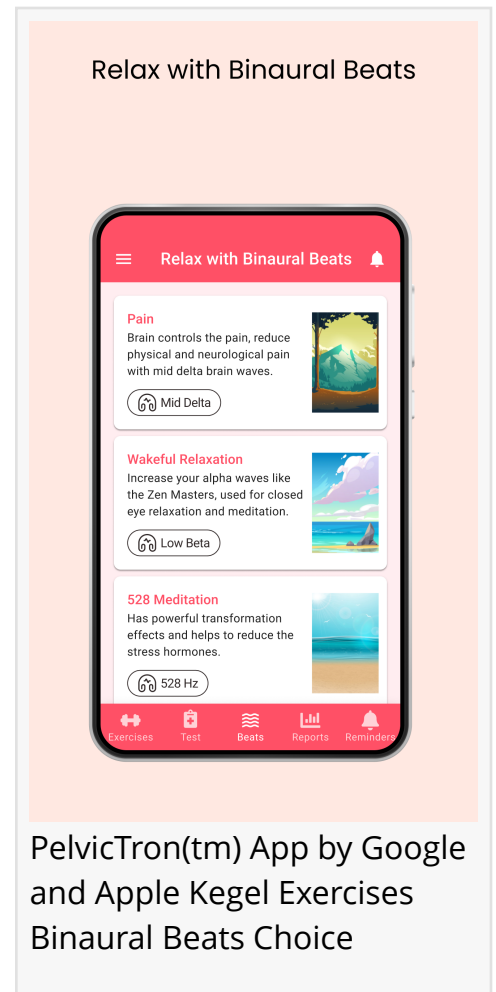 Relax with Binaural Beats
Relax with Binaural Beats
Pain
Brain controls the pain, reduce
physical and neurological pain
with mid delta brain waves.
Mid Delta
Wakeful Relaxation
Increase your alpha waves like
the Zen Masters, used for closed
eye relaxation and meditation.
Low Beta
528 Meditation
Has powerful transformation
effects and helps to reduce the
stress hormones.
528 Hz
Exercises Test Beats Reports Reminders
PelvicTron(tm) App by Google
and Apple Kegel Exercises
Binaural Beats Choice